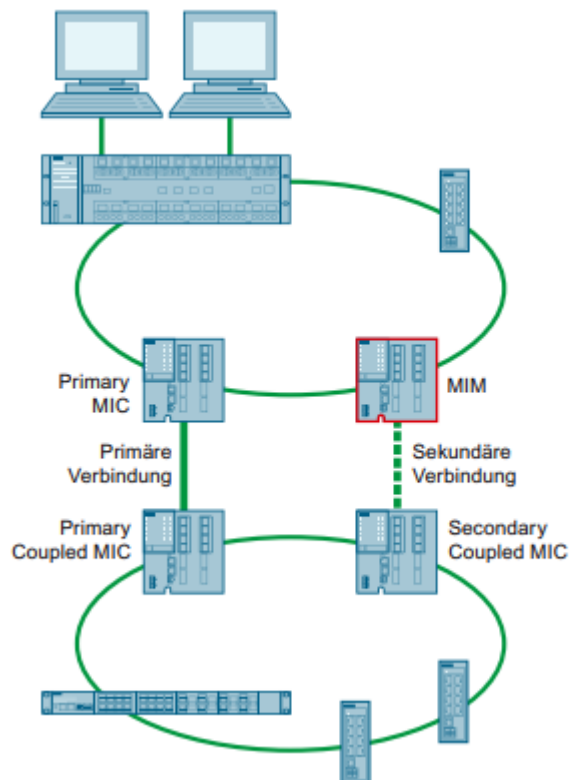 Primary
MIC
MIM
Primäre
Verbindung
Sekundäre
Verbindung
Primary
Coupled MIC
Secondary
Coupled MIC